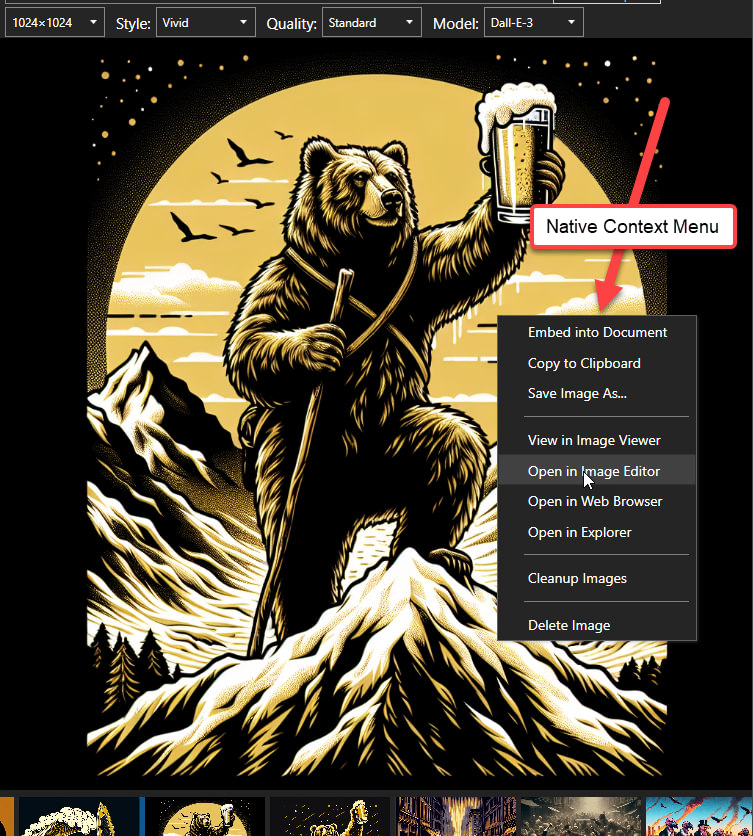 1024×1024 Style: Vivid Quality: Standard Model: Dall-E-3
Native Context Menu
Embed into Document
Copy to Clipboard
Save Image As...
View in Image Viewer
Open in Image Editor
Open in Web Browser
Open in Explorer
Cleanup Images
Delete Image